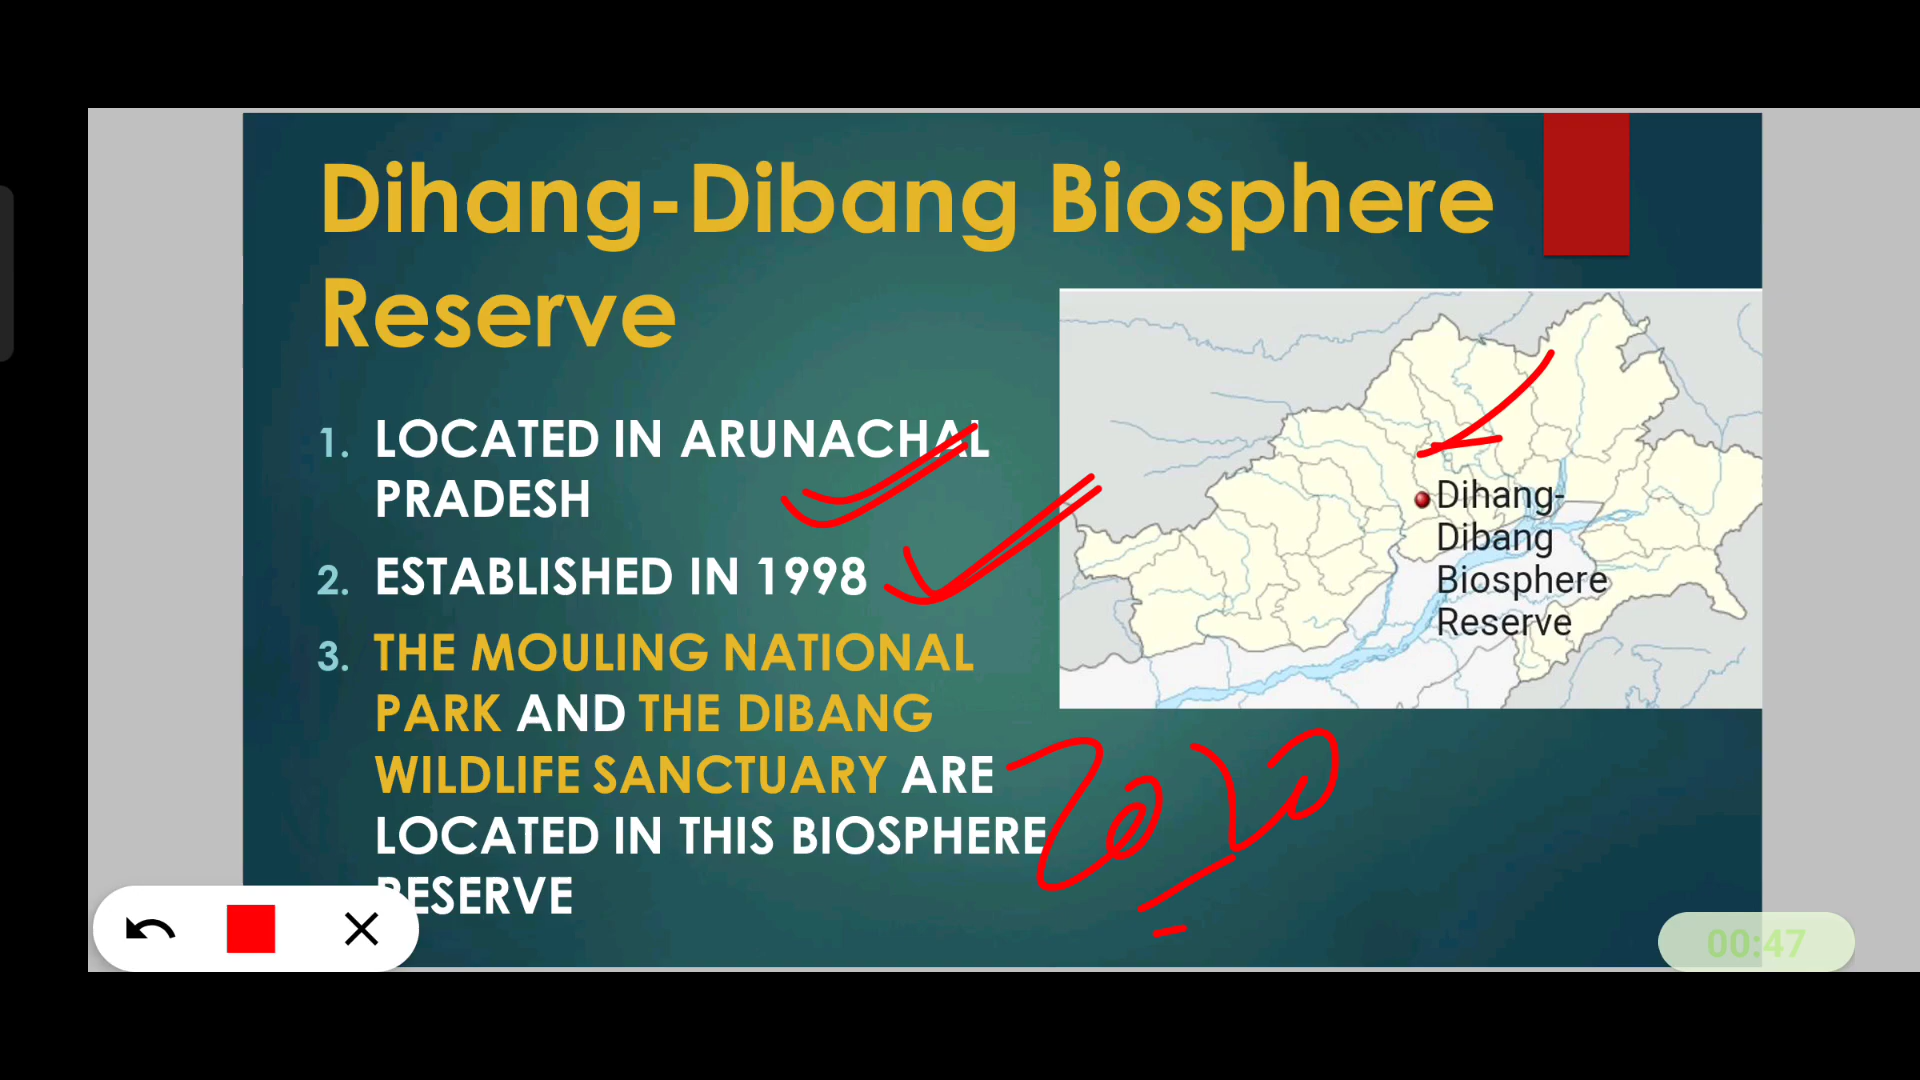 Dihang-Dibang Biosphere
Reserve
1. LOCATED IN ARUNACHAL
PRADESH
2. ESTABLISHED IN 1998
3. THE MOULING NATIONAL
PARK AND THE DIBANG
WILDLIFE SANCTUARY ARE
LOCATED IN THIS BIOSPHERE
RESERVE
Dihang-
Dibang
Biosphere
Reserve
00:47